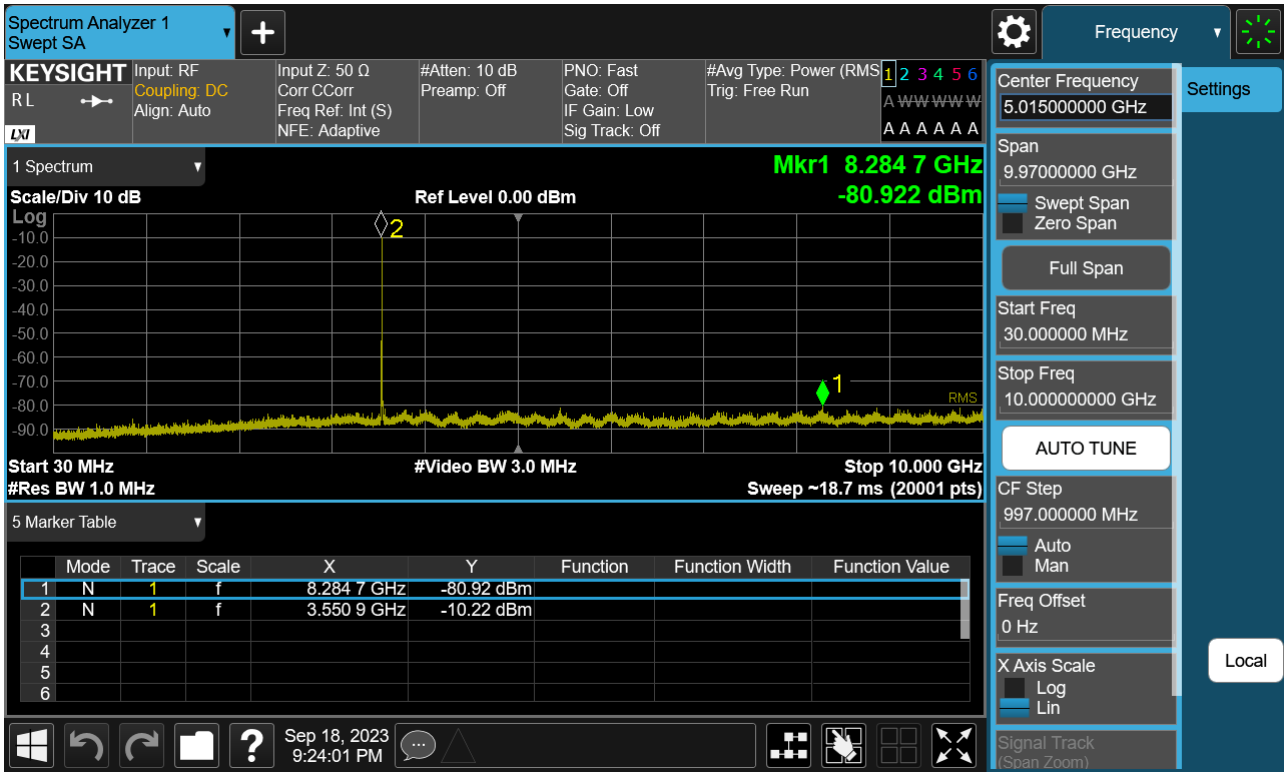 Spectrum Analyzer 1
Swept SA
Frequency
KEYSIGHT
R L
LXI
Input: RF
Coupling: DC
Align: Auto
Input Z: 50 Ω
Corr CCorr
Freq Ref: Int (S)
NFE: Adaptive
#Atten: 10 dB
Preamp: Off
PNO: Fast
Gate: Off
IF Gain: Low
Sig Track: Off
#Avg Type: Power (RMS
Trig: Free Run
1 2 3 4 5 6
A W W W W W
A A A A A A
1 Spectrum
Mkr1 8.284 7 GHz
-80.922 dBm
Scale/Div 10 dB
Ref Level 0.00 dBm
Log
-10.0
-20.0
-30.0
-40.0
-50.0
-60.0
-70.0
-80.0
-90.0
2
1
RMS
Start 30 MHz
#Video BW 3.0 MHz
Stop 10.000 GHz
#Res BW 1.0 MHz
Sweep ~18.7 ms (20001 pts)
5 Marker Table
Mode Trace Scale X Y Function Function Width Function Value
1 N 1 f 8.284 7 GHz -80.92 dBm
2 N 1 f 3.550 9 GHz -10.22 dBm
3
4
5
6
Sep 18, 2023
9:24:01 PM
Center Frequency
5.015000000 GHz
Settings
Span
9.97000000 GHz
Swept Span
Zero Span
Full Span
Start Freq
30.000000 MHz
Stop Freq
10.000000000 GHz
AUTO TUNE
CF Step
997.000000 MHz
Auto
Man
Freq Offset
0 Hz
X Axis Scale
Log
Lin
Local
Signal Track
(Span Zoom)